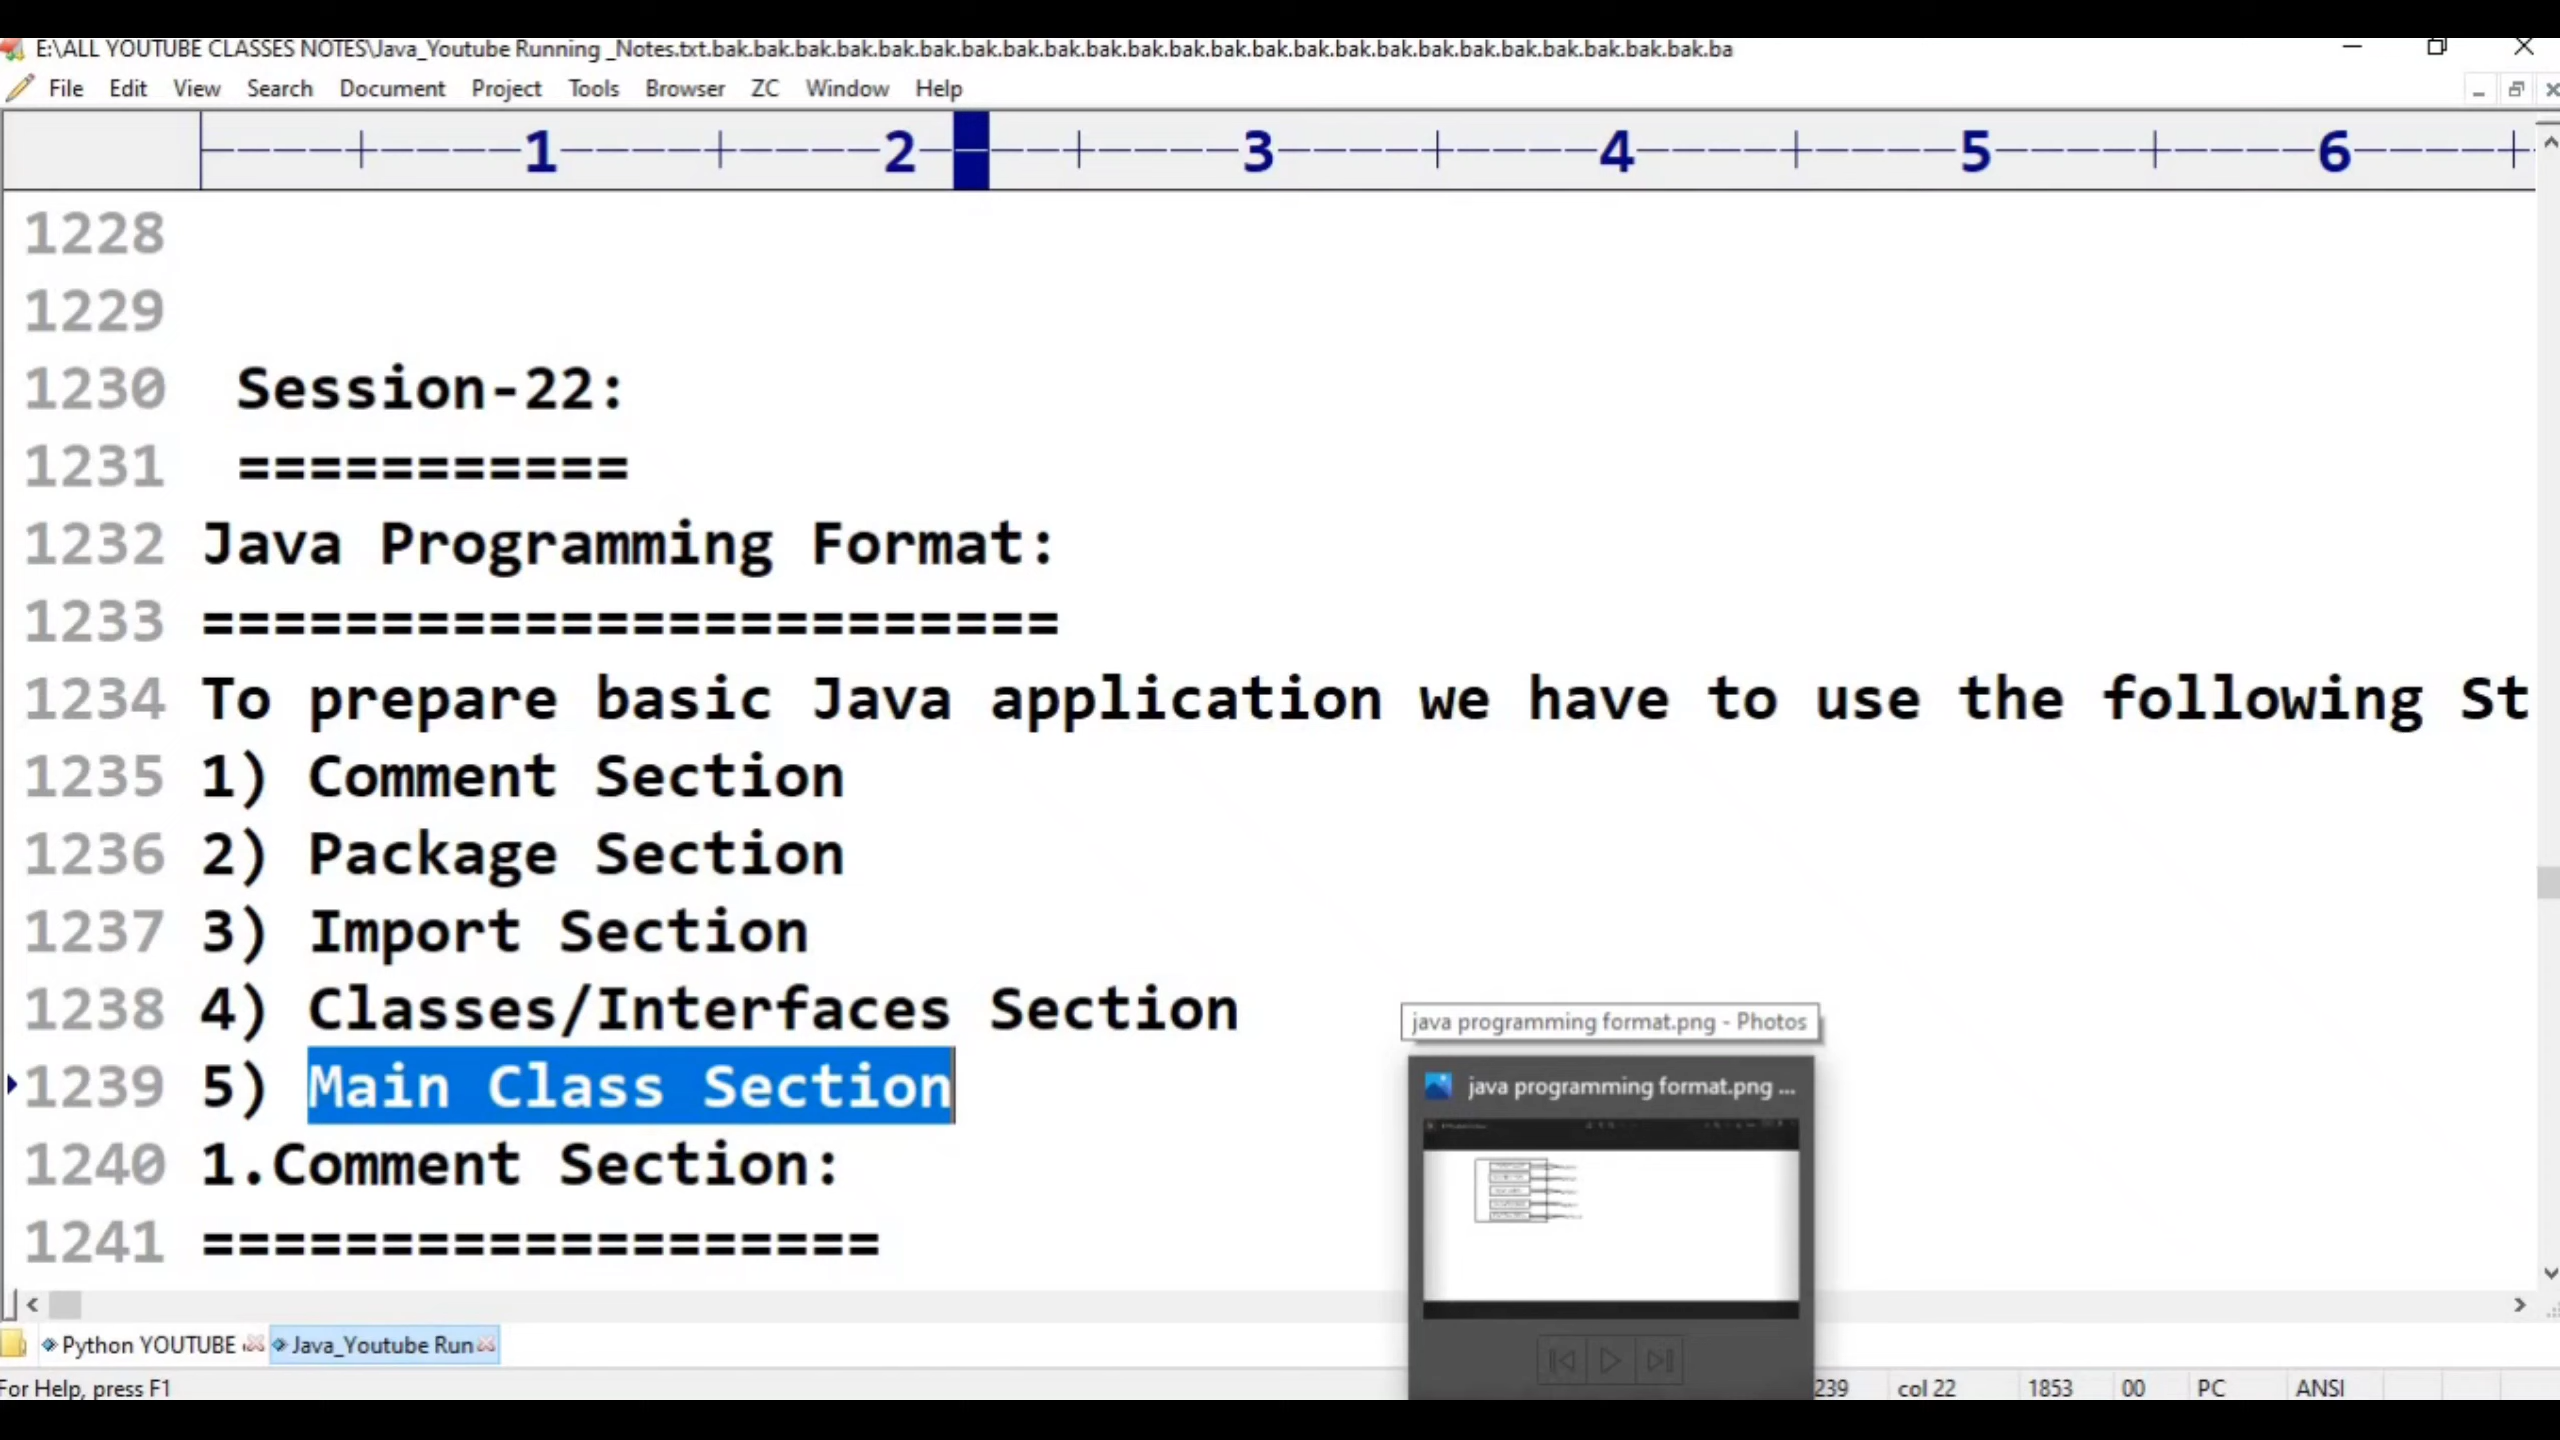 E:\ALL YOUTUBE CLASSES NOTES\Java_Youtube Running _Notes.txt.bak.bak.bak.bak.bak.bak.bak.bak.bak.bak.bak.bak.bak.bak.bak.bak.bak.bak.bak.bak.bak.bak.bak.bak.ba
File Edit View Search Document Project Tools Browser ZC Window Help
1 2 3 4 5 6
1228
1229
1230 Session-22:
1231 ===========
1232 Java Programming Format:
1233 ========================
1234 To prepare basic Java application we have to use the following St
1235 1) Comment Section
1236 2) Package Section
1237 3) Import Section
1238 4) Classes/Interfaces Section
java programming format.png - Photos
1239 5) Main Class Section
java programming format.png ...
1240 1.Comment Section:
1241 ===================
Python YOUTUBE Java_Youtube Run
For Help, press F1 239 col 22 1853 00 PC ANSI